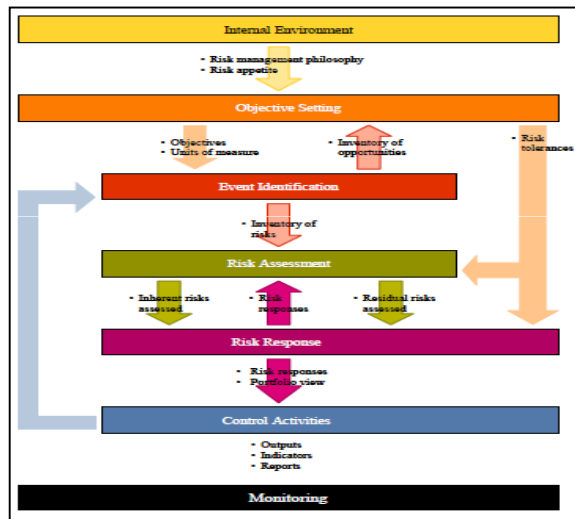 Internal Environment
• Risk management philosophy
• Risk appetite
Objective Setting
• Objectives
• Units of measure
• Inventory of
opportunities
• Risk
tolerances
Event Identification
• Inventory of
risks
Risk Assessment
• Inherent risks
assessed
• Risk
responses
• Residual risks
assessed
Risk Response
• Risk responses
• Portfolio view
Control Activities
• Outputs
• Indicators
• Reports
Monitoring